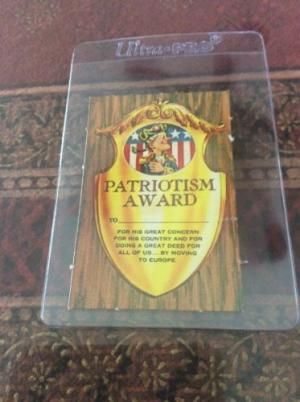 Ultra-PRO®
PATRIOTISM
AWARD
TO
FOR HIS GREAT CONCERN
FOR HIS COUNTRY AND FOR
DOING A GREAT DEED FOR
ALL OF US... BY MOVING
TO EUROPE